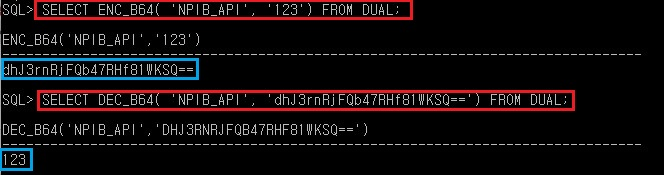 SQL> SELECT ENC_B64( 'NPIB_API', '123') FROM DUAL;
ENC_B64('NPIB_API','123')
--------------------------------------------------------------------------------
dhJ3rnRjFQb47RHf81WKSQ==
SQL> SELECT DEC_B64( 'NPIB_API', 'dhJ3rnRjFQb47RHf81WKSQ==') FROM DUAL;
DEC_B64('NPIB_API','DHJ3RNRJFQB47RHF81WKSQ==')
--------------------------------------------------------------------------------
123